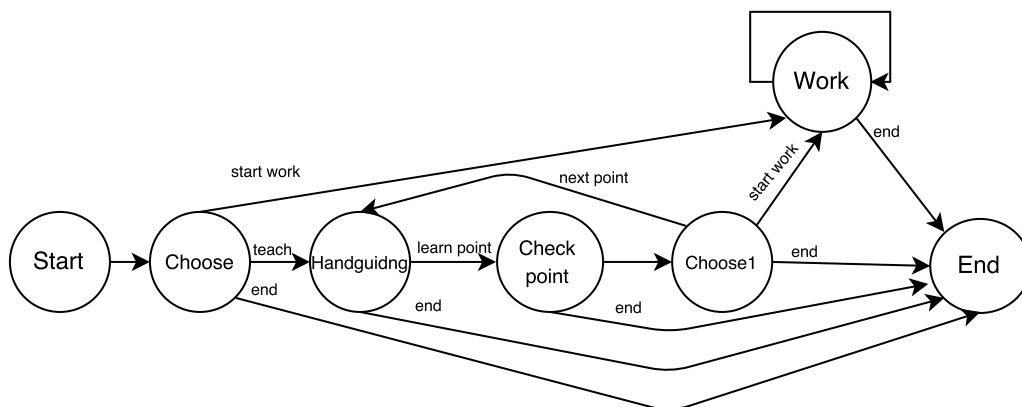 Work
end
start work
next point
start work
Start
Choose
teach
Handguidng
learn point
Check
point
Choose1
end
End
end
end
end